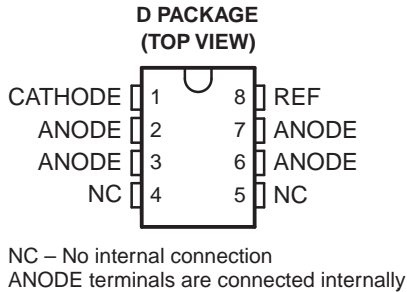 D PACKAGE
(TOP VIEW)
CATHODE 1 8 REF
ANODE 2 7 ANODE
ANODE 3 6 ANODE
NC 4 5 NC
NC – No internal connection
ANODE terminals are connected internally